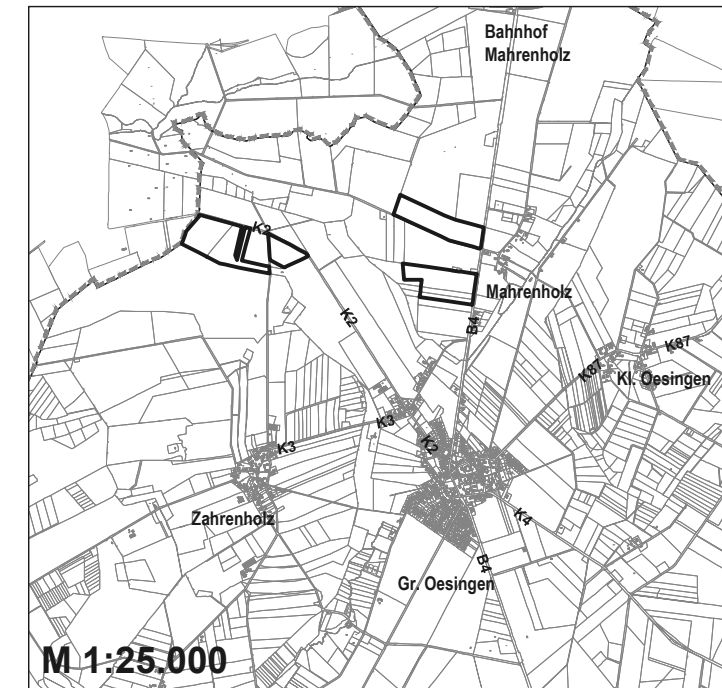 Bahnhof
Mahrenholz
K2
K2
Mahrenholz
B4
K87
K87
Kl. Oesingen
K3
K3
K2
Zahrenholz
K4
B4
Gr. Oesingen
M 1:25.000